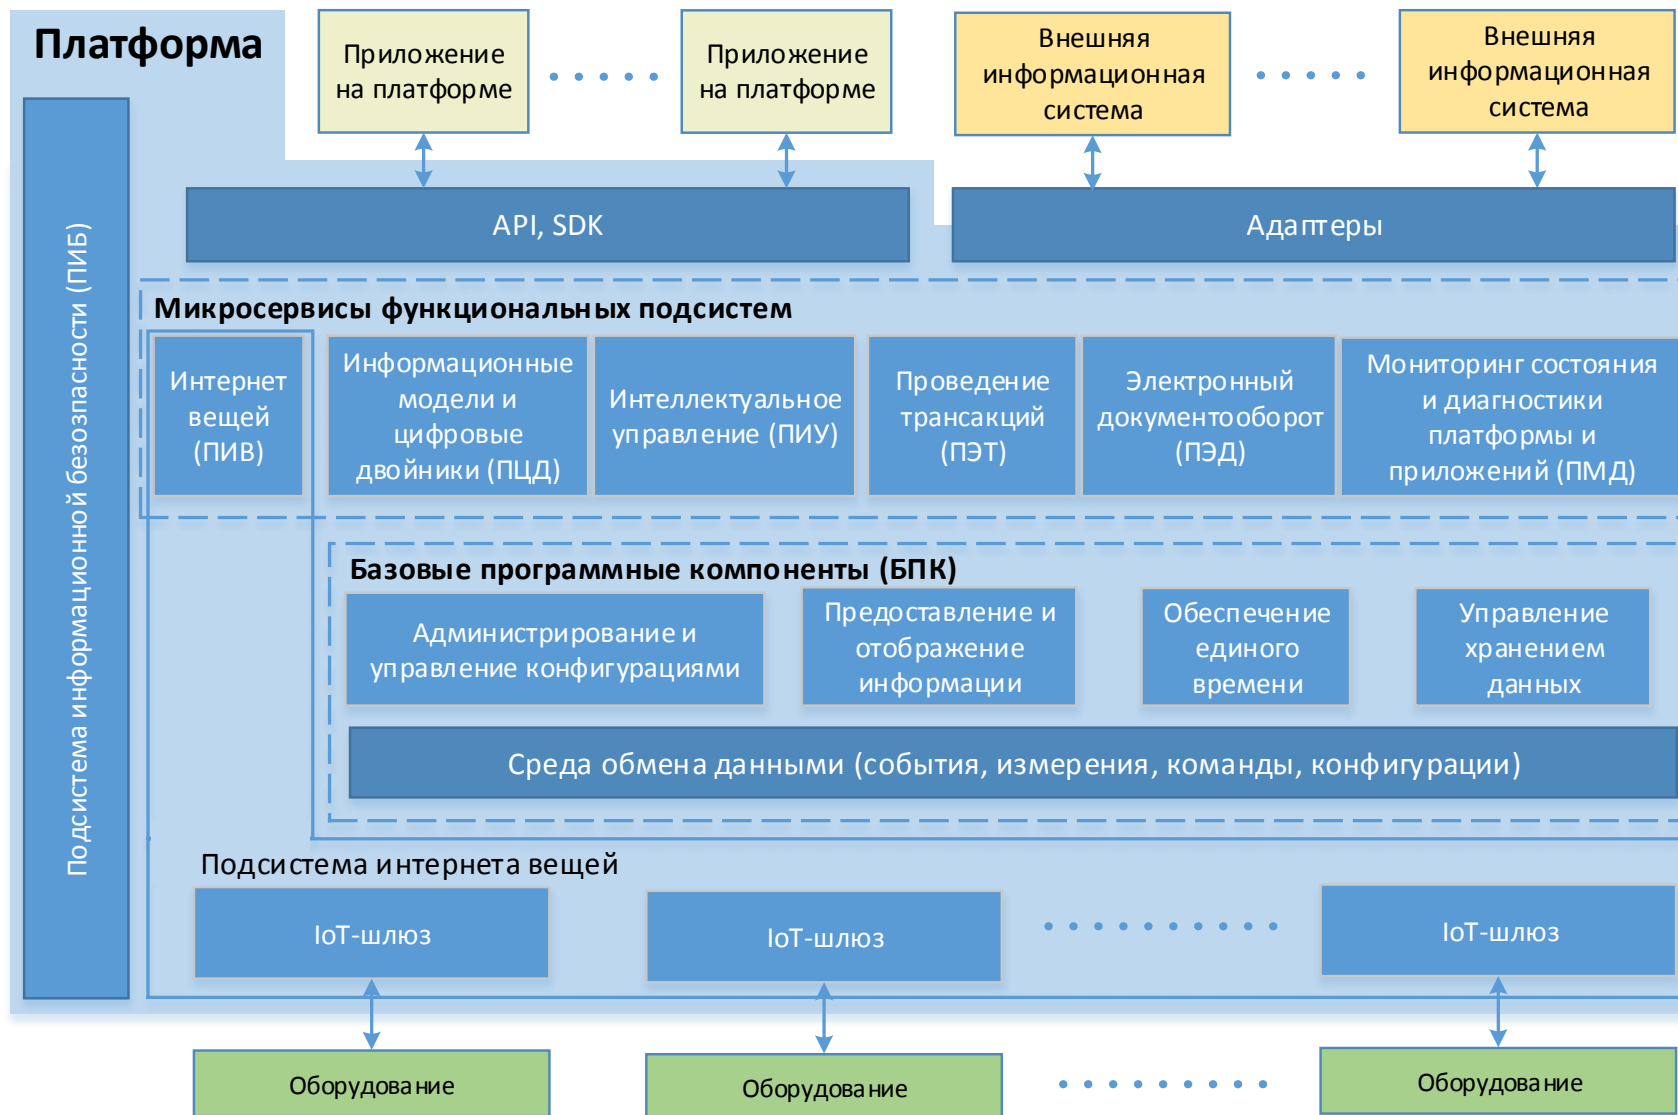 Платформа
Приложение
на платформе
Приложение
на платформе
Внешняя
информационная
система
Внешняя
информационная
система
Подсистема информационной безопасности (ПИБ)
API, SDK
Адаптеры
Микросервисы функциональных подсистем
Интернет
вещей
(ПИВ)
Информационные
модели и
цифровые
двойники (ПЦД)
Интеллектуальное
управление (ПИУ)
Проведение
трансакций
(ПЭТ)
Электронный
документооборот
(ПЭД)
Мониторинг состояния
и диагностики
платформы и
приложений (ПМД)
Базовые программные компоненты (БПК)
Администрирование и
управление конфигурациями
Предоставление и
отображение
информации
Обеспечение
единого
времени
Управление
хранением
данных
Среда обмена данными (события, измерения, команды, конфигурации)
Подсистема интернета вещей
IoT-шлюз
IoT-шлюз
IoT-шлюз
Оборудование
Оборудование
Оборудование